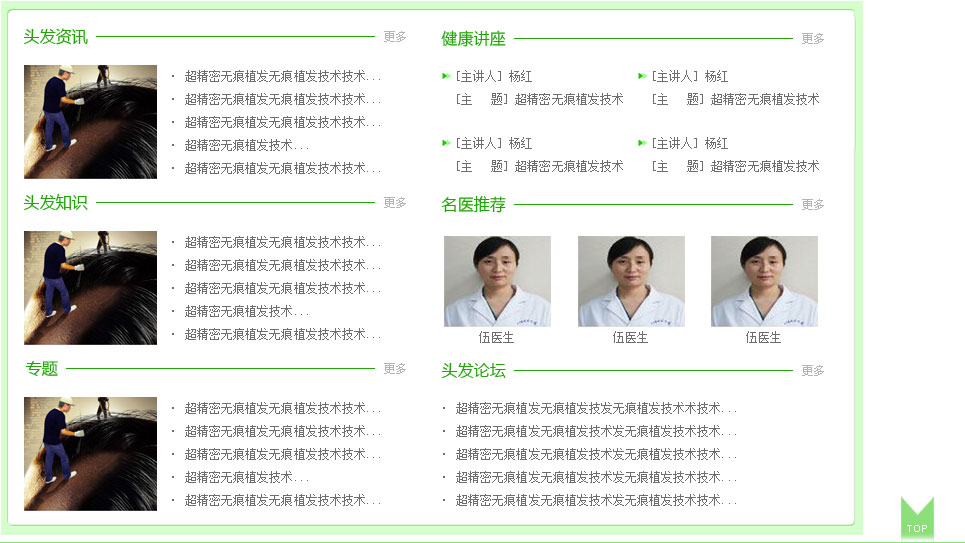 头发资讯 更多
· 超精密无痕植发无痕植发技术技术...
· 超精密无痕植发无痕植发技术技术...
· 超精密无痕植发无痕植发技术技术...
· 超精密无痕植发技术...
· 超精密无痕植发无痕植发技术技术...
头发知识 更多
· 超精密无痕植发无痕植发技术技术...
· 超精密无痕植发无痕植发技术技术...
· 超精密无痕植发无痕植发技术技术...
· 超精密无痕植发技术...
· 超精密无痕植发无痕植发技术技术...
专题 更多
· 超精密无痕植发无痕植发技术技术...
· 超精密无痕植发无痕植发技术技术...
· 超精密无痕植发无痕植发技术技术...
· 超精密无痕植发技术...
· 超精密无痕植发无痕植发技术技术...
健康讲座 更多
[主讲人] 杨红
[主 题] 超精密无痕植发技术
[主讲人] 杨红
[主 题] 超精密无痕植发技术
[主讲人] 杨红
[主 题] 超精密无痕植发技术
[主讲人] 杨红
[主 题] 超精密无痕植发技术
名医推荐 更多
伍医生
伍医生
伍医生
头发论坛 更多
· 超精密无痕植发无痕植发技发无痕植发技术术技术...
· 超精密无痕植发无痕植发技术发无痕植发技术技术...
· 超精密无痕植发无痕植发技术发无痕植发技术技术...
· 超精密无痕植发无痕植发技术发无痕植发技术技术...
· 超精密无痕植发无痕植发技术发无痕植发技术技术...
TOP